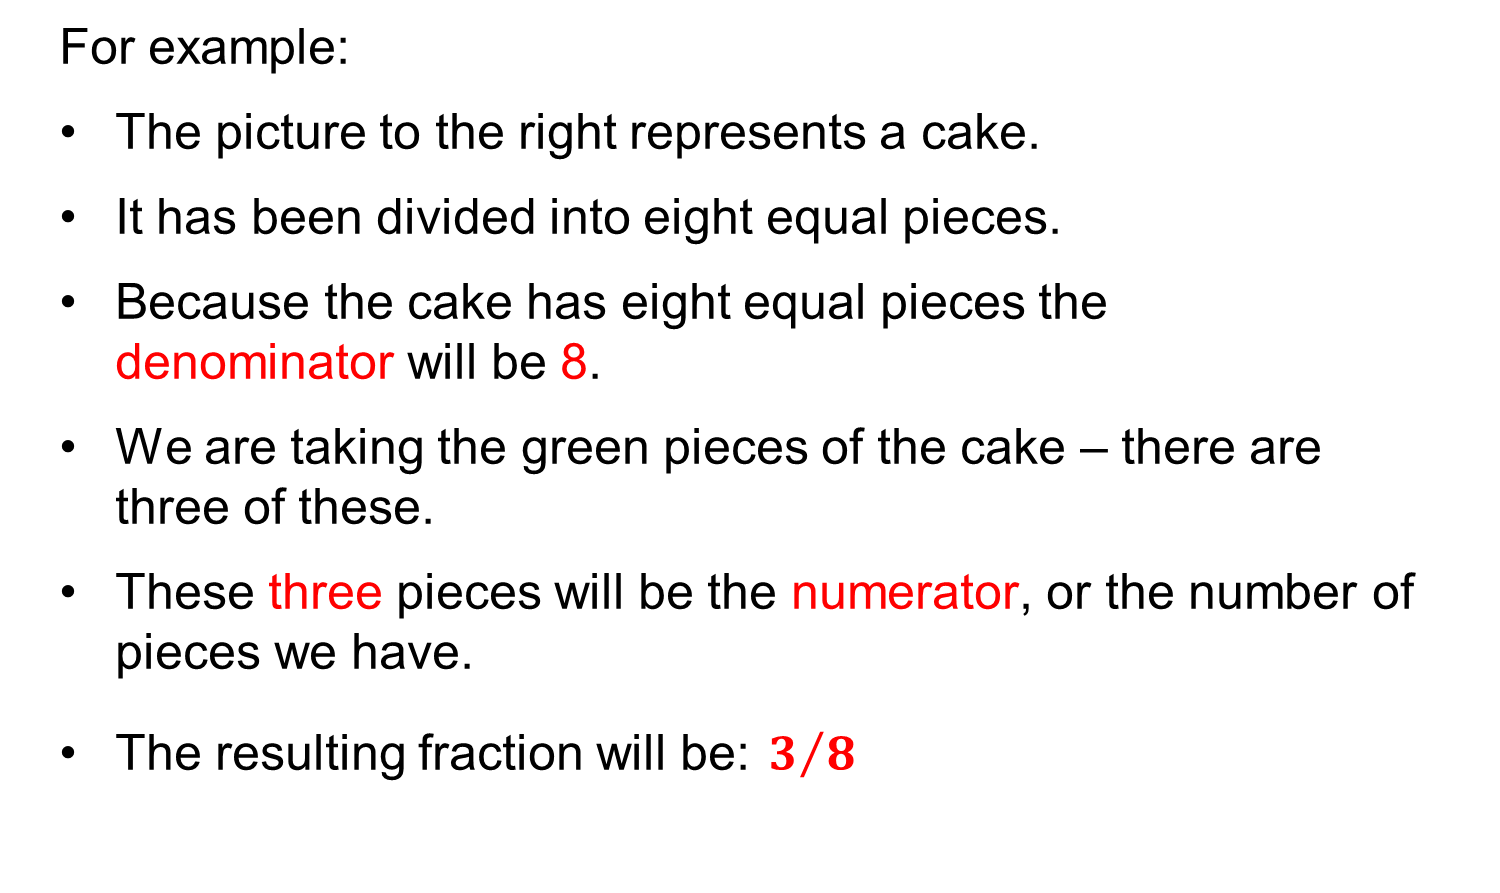 For example:
• The picture to the right represents a cake.
• It has been divided into eight equal pieces.
• Because the cake has eight equal pieces the
denominator will be 8.
• We are taking the green pieces of the cake – there are
three of these.
• These three pieces will be the numerator, or the number of
pieces we have.
• The resulting fraction will be: 3/8